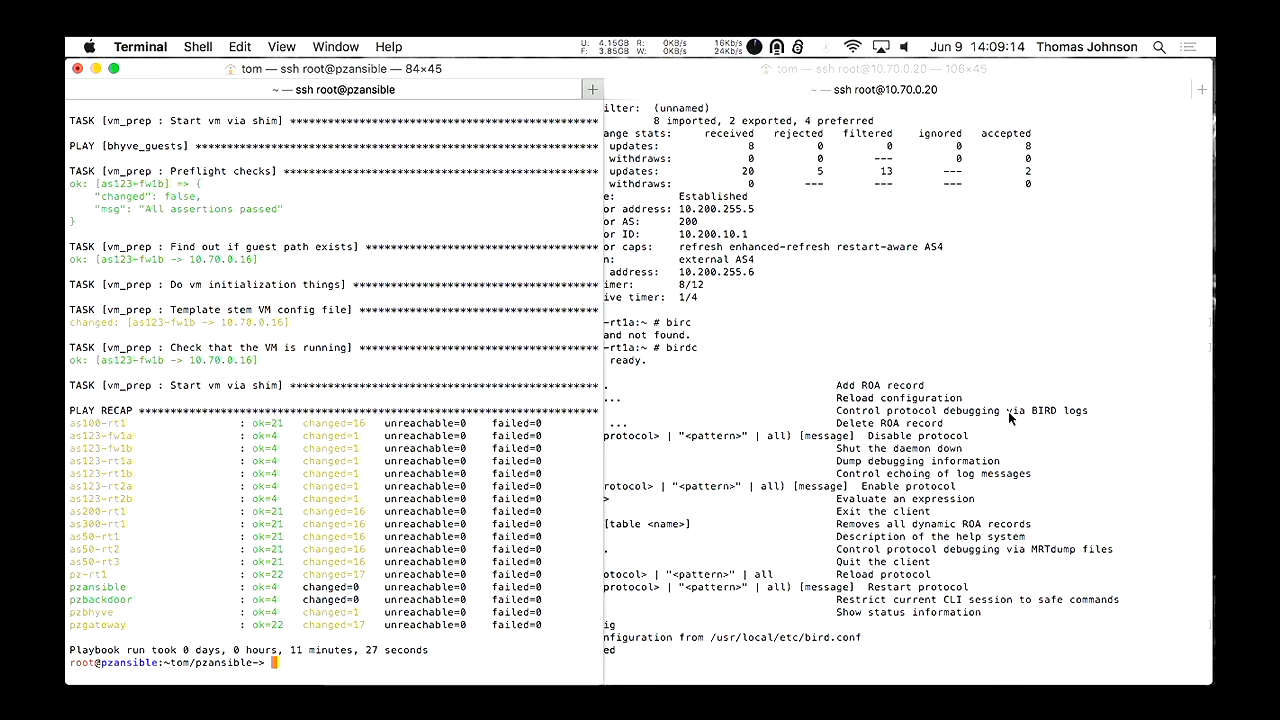 Terminal Shell Edit View Window Help
U: 4.15GB R: 0KB/s 16Kb/s
F: 3.85GB W: 0KB/s 24Kb/s
Jun 9 14:09:14 Thomas Johnson
tom — ssh root@pzansible — 84×45
~ — ssh root@pzansible +
TASK [vm_prep : Start vm via shim] **********************************************
PLAY [bhyve_guests] ************************************************************
TASK [vm_prep : Preflight checks] ***********************************************
ok: [as123-fw1b] => {
"changed": false,
"msg": "All assertions passed"
}
TASK [vm_prep : Find out if guest path exists] ***********************************
ok: [as123-fw1b -> 10.70.0.16]
TASK [vm_prep : Do vm initialization things] *************************************
TASK [vm_prep : Template stem VM config file] ***********************************
changed: [as123-fw1b -> 10.70.0.16]
TASK [vm_prep : Check that the VM is running] ***********************************
ok: [as123-fw1b -> 10.70.0.16]
TASK [vm_prep : Start vm via shim] **********************************************
PLAY RECAP *********************************************************************
as100-rt1 : ok=21 changed=16 unreachable=0 failed=0
as123-fw1a : ok=4 changed=1 unreachable=0 failed=0
as123-fw1b : ok=4 changed=1 unreachable=0 failed=0
as123-rt1a : ok=4 changed=1 unreachable=0 failed=0
as123-rt1b : ok=4 changed=1 unreachable=0 failed=0
as123-rt2a : ok=4 changed=1 unreachable=0 failed=0
as123-rt2b : ok=4 changed=1 unreachable=0 failed=0
as200-rt1 : ok=21 changed=16 unreachable=0 failed=0
as300-rt1 : ok=21 changed=16 unreachable=0 failed=0
as50-rt1 : ok=21 changed=16 unreachable=0 failed=0
as50-rt2 : ok=21 changed=16 unreachable=0 failed=0
as50-rt3 : ok=21 changed=16 unreachable=0 failed=0
pz-rt1 : ok=22 changed=17 unreachable=0 failed=0
pzansible : ok=4 changed=0 unreachable=0 failed=0
pzbackdoor : ok=4 changed=0 unreachable=0 failed=0
pzbhyve : ok=4 changed=1 unreachable=0 failed=0
pzgateway : ok=22 changed=17 unreachable=0 failed=0
Playbook run took 0 days, 0 hours, 11 minutes, 27 seconds
root@pzansible:~tom/pzansible->
tom — ssh root@10.70.0.20 — 106×45
~ — ssh root@10.70.0.20 +
ilter: (unnamed)
8 imported, 2 exported, 4 preferred
ange stats: received rejected filtered ignored accepted
updates: 8 0 0 0 8
withdraws: 0 0 --- 0 0
updates: 20 5 13 --- 2
withdraws: 0 --- --- --- 0
e: Established
or address: 10.200.255.5
or AS: 200
or ID: 10.200.10.1
or caps: refresh enhanced-refresh restart-aware AS4
n: external AS4
address: 10.200.255.6
imer: 8/12
ive timer: 1/4
-rt1a:~ # birc
and not found.
-rt1a:~ # birdc
ready.
. Add ROA record
... Reload configuration
Control protocol debugging via BIRD logs
... Delete ROA record
protocol> | "<pattern>" | all) [message] Disable protocol
Shut the daemon down
Dump debugging information
Control echoing of log messages
rotocol> | "<pattern>" | all) [message] Enable protocol
> Evaluate an expression
Exit the client
[table <name>] Removes all dynamic ROA records
Description of the help system
. Control protocol debugging via MRTdump files
Quit the client
otocol> | "<pattern>" | all Reload protocol
protocol> | "<pattern>" | all) [message] Restart protocol
Restrict current CLI session to safe commands
Show status information
ig
nfiguration from /usr/local/etc/bird.conf
ed